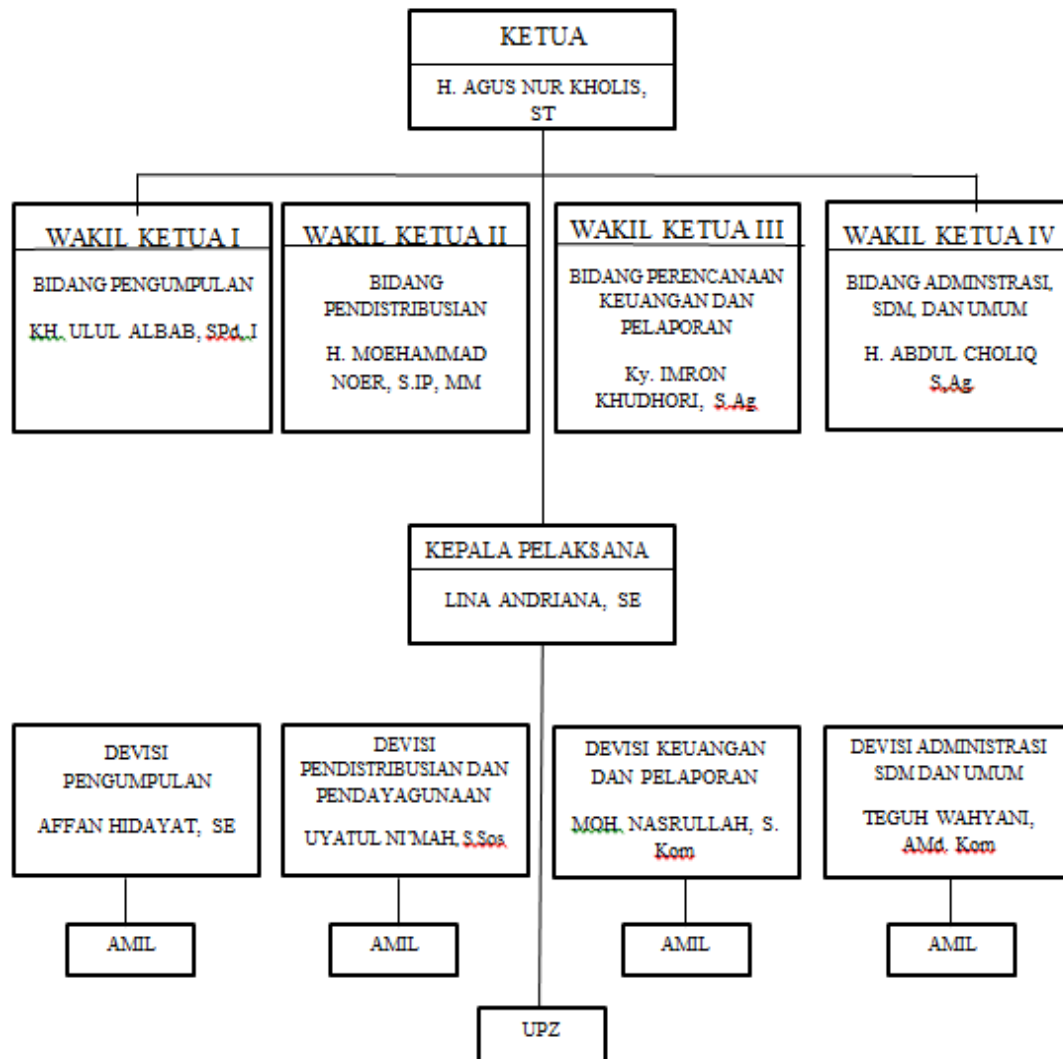 KETUA
H. AGUS NUR KHOLIS,
ST
WAKIL KETUA I
BIDANG PENGUMPULAN
KH. ULUL ALBAB, SPd, I
WAKIL KETUA II
BIDANG
PENDISTRIBUSIAN
H. MOEHAMMAD
NOER, S.IP, MM
WAKIL KETUA III
BIDANG PERENCANAAN
KEUANGAN DAN
PELAPORAN
Ky. IMRON
KHUDHORI, S.Ag
WAKIL KETUA IV
BIDANG ADMINSTRASI,
SDM, DAN UMUM
H. ABDUL CHOLIQ
S,Ag
KEPALA PELAKSANA
LINA ANDRIANA, SE
DEVISI
PENGUMPULAN
AFFAN HIDAYAT, SE
DEVISI
PENDISTRIBUSIAN DAN
PENDAYAGUNAAN
UYATUL NI'MAH, S,Sos
DEVISI KEUANGAN
DAN PELAPORAN
MOH. NASRULLAH, S.
Kom
DEVISI ADMINISTRASI
SDM DAN UMUM
TEGUH WAHYANI,
AMd. Kom
AMIL
AMIL
AMIL
AMIL
UPZ